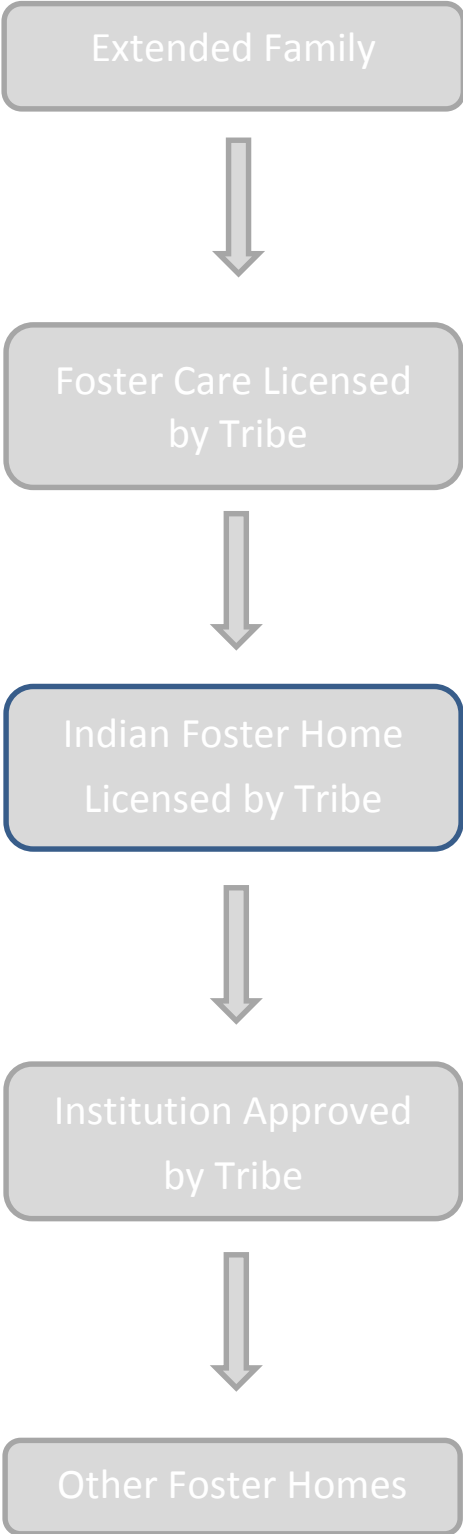 Extended Family
Foster Care Licensed
by Tribe
Indian Foster Home
Licensed by Tribe
Institution Approved
by Tribe
Other Foster Homes